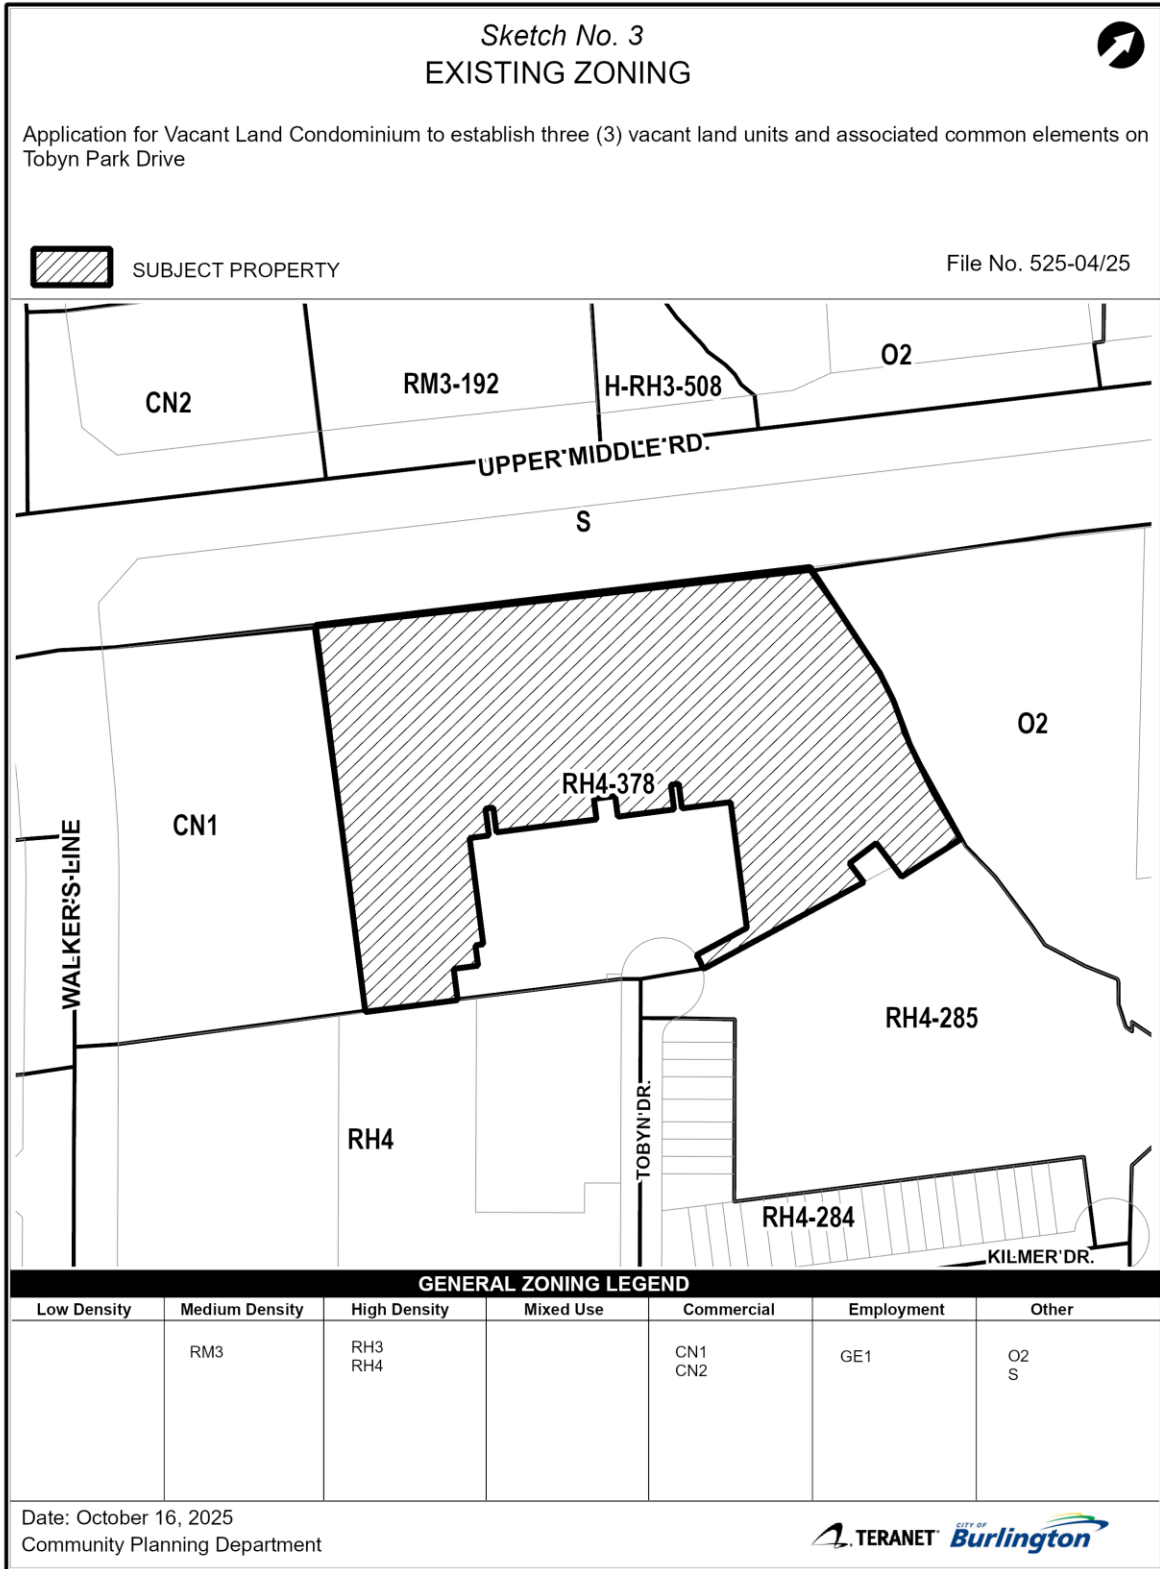 Sketch No. 3
EXISTING ZONING
Application for Vacant Land Condominium to establish three (3) vacant land units and associated common elements on
Tobyn Park Drive
SUBJECT PROPERTY
File No. 525-04/25
CN2
RM3-192
H-RH3-508
O2
UPPER MIDDLE RD.
S
CN1
RH4-378
O2
WALKER'S LINE
RH4
TOBYN DR.
RH4-285
RH4-284
KILMER DR.
GENERAL ZONING LEGEND
Low Density Medium Density High Density Mixed Use Commercial Employment Other
RM3 RH3 CN1 GE1 O2
RH4 CN2 S
Date: October 16, 2025
Community Planning Department
TERANET
CITY OF
Burlington